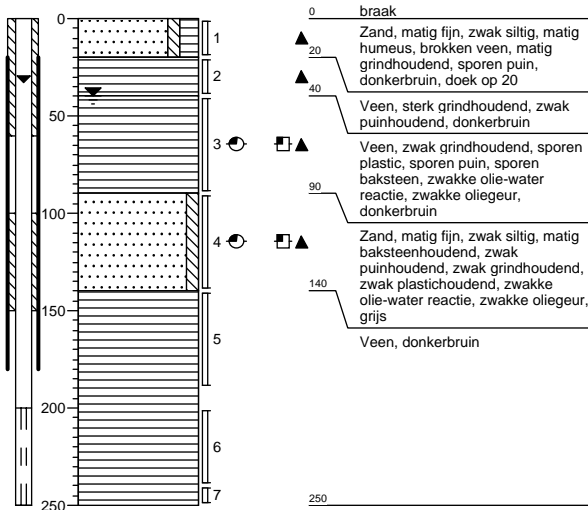 0
50
100
150
200
250
1
2
3
4
5
6
7
0
braak
Zand, matig fijn, zwak siltig, matig
humeus, brokken veen, matig
grindhoudend, sporen puin,
donkerbruin, doek op 20
20
Veen, sterk grindhoudend, zwak
puinhoudend, donkerbruin
40
Veen, zwak grindhoudend, sporen
plastic, sporen puin, sporen
baksteen, zwakke olie-water
reactie, zwakke oliegeur,
donkerbruin
90
Zand, matig fijn, zwak siltig, matig
baksteenhoudend, zwak
puinhoudend, zwak grindhoudend,
zwak plastichoudend, zwakke
olie-water reactie, zwakke oliegeur,
grijs
140
Veen, donkerbruin
250